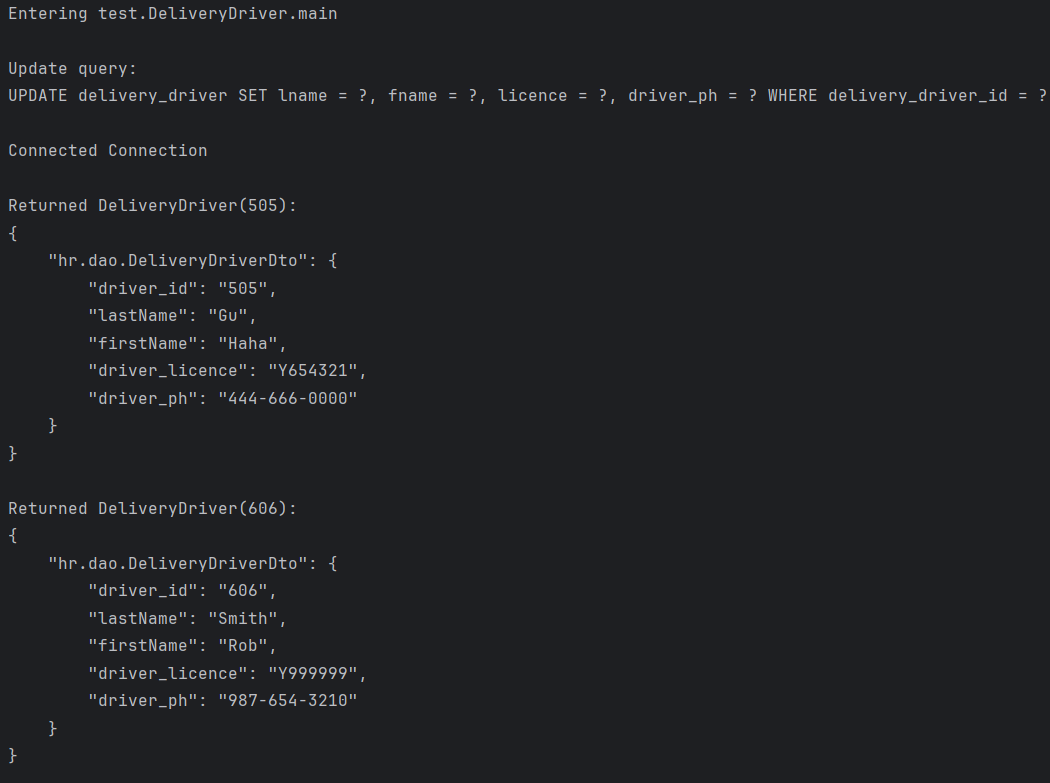 Entering test.DeliveryDriver.main
Update query:
UPDATE delivery_driver SET lname = ?, fname = ?, licence = ?, driver_ph = ? WHERE delivery_driver_id = ?
Connected Connection
Returned DeliveryDriver(505):
{
    "hr.dao.DeliveryDriverDto": {
        "driver_id": "505",
        "lastName": "Gu",
        "firstName": "Haha",
        "driver_licence": "Y654321",
        "driver_ph": "444-666-0000"
    }
}
Returned DeliveryDriver(606):
{
    "hr.dao.DeliveryDriverDto": {
        "driver_id": "606",
        "lastName": "Smith",
        "firstName": "Rob",
        "driver_licence": "Y999999",
        "driver_ph": "987-654-3210"
    }
}